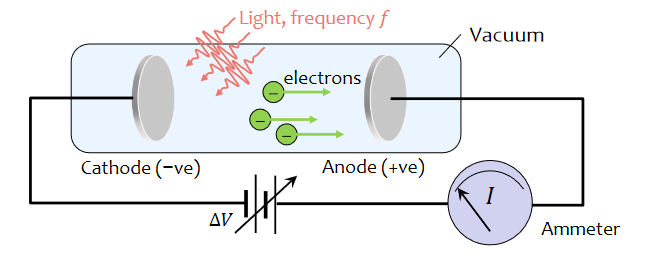 Light, frequency f
Vacuum
electrons
−
−
−
Cathode (−ve)
Anode (+ve)
ΔV
I
Ammeter